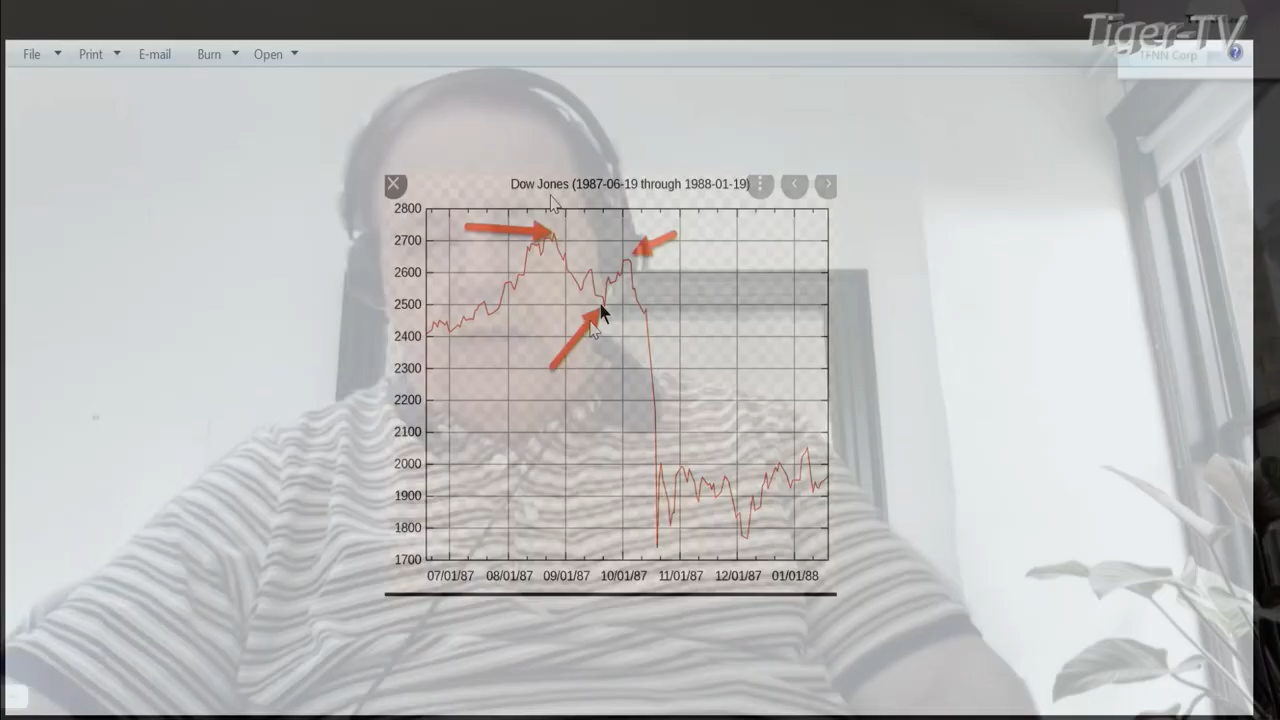 Tiger-TV
File Print E-mail Burn Open
TFNN Corp
Dow Jones (1987-06-19 through 1988-01-19)
2800
2700
2600
2500
2400
2300
2200
2100
2000
1900
1800
1700
07/01/87 08/01/87 09/01/87 10/01/87 11/01/87 12/01/87 01/01/88